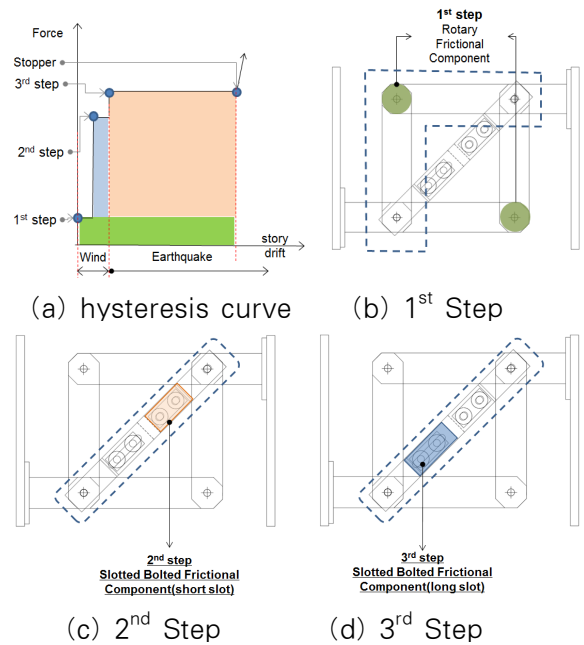 Force
Stopper
3rd step
2nd step
1st step
story
drift
Wind
Earthquake
(a) hysteresis curve
1st step
Rotary
Frictional
Component
(b) 1st Step
2nd step
Slotted Bolted Frictional
Component(short slot)
(c) 2nd Step
3rd step
Slotted Bolted Frictional
Component(long slot)
(d) 3rd Step